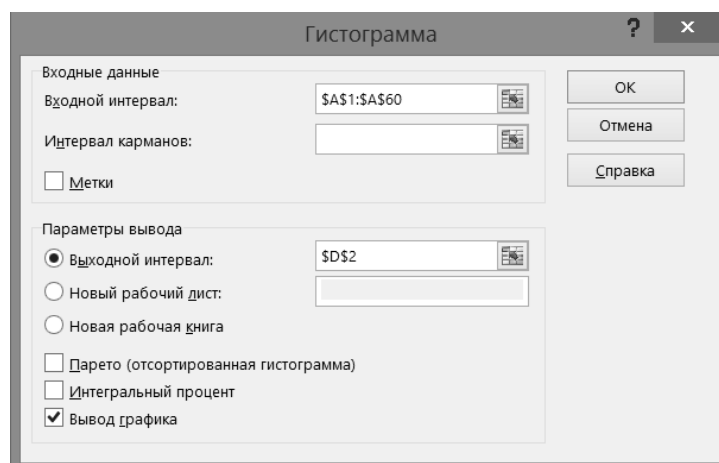 Гистограмма ? ×
Входные данные
Входной интервал: $A$1:$A$60
Интервал карманов:
Метки
OK
Отмена
Справка
Параметры вывода
Выходной интервал: $D$2
Новый рабочий лист:
Новая рабочая книга
Парето (отсортированная гистограмма)
Интегральный процент
Вывод графика